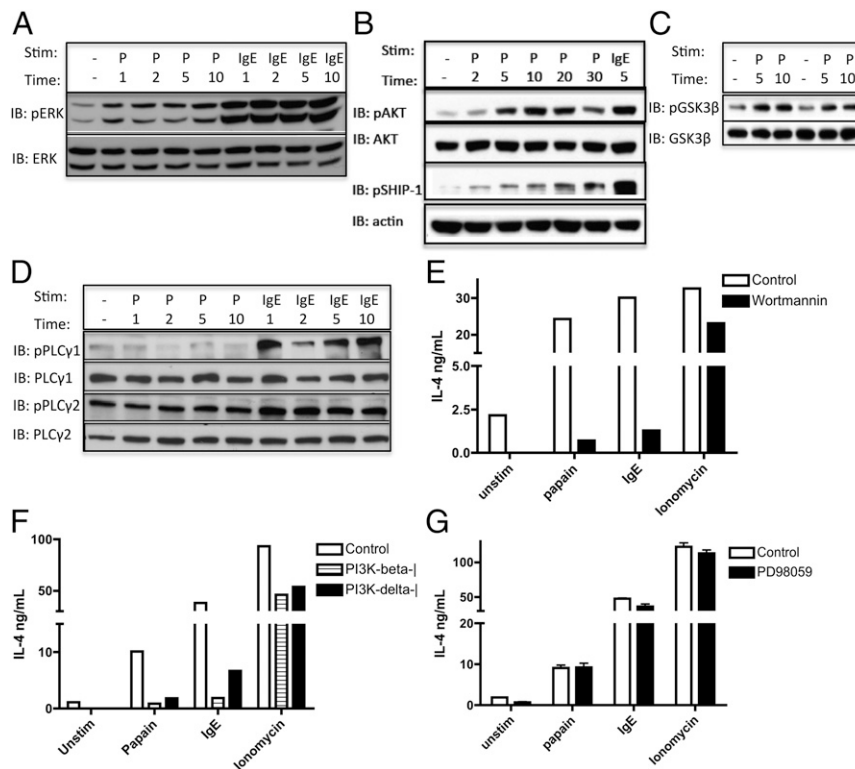 A
Stim: - P P P P IgE IgE IgE IgE
Time: - 1 2 5 10 1 2 5 10
IB: pERK
IB: ERK
B
Stim: - P P P P P IgE
Time: - 2 5 10 20 30 5
IB: pAKT
IB: AKT
IB: pSHIP-1
IB: actin
C
Stim: - P P - P P
Time: - 5 10 - 5 10
IB: pGSK3β
IB: GSK3β
D
Stim: - P P P P IgE IgE IgE IgE
Time: - 1 2 5 10 1 2 5 10
IB: pPLCγ1
IB: PLCγ1
IB: pPLCγ2
IB: PLCγ2
E
IL-4 ng/mL
30
20
5.0
2.5
0.0
Control
Wortmannin
unstim papain IgE Ionomycin
F
IL-4 ng/mL
100
50
20
10
0
Control
PI3K-beta-|
PI3K-delta-|
Unstim Papain IgE Ionomycin
G
IL-4 ng/mL
100
50
20
10
0
Control
PD98059
unstim papain IgE Ionomycin